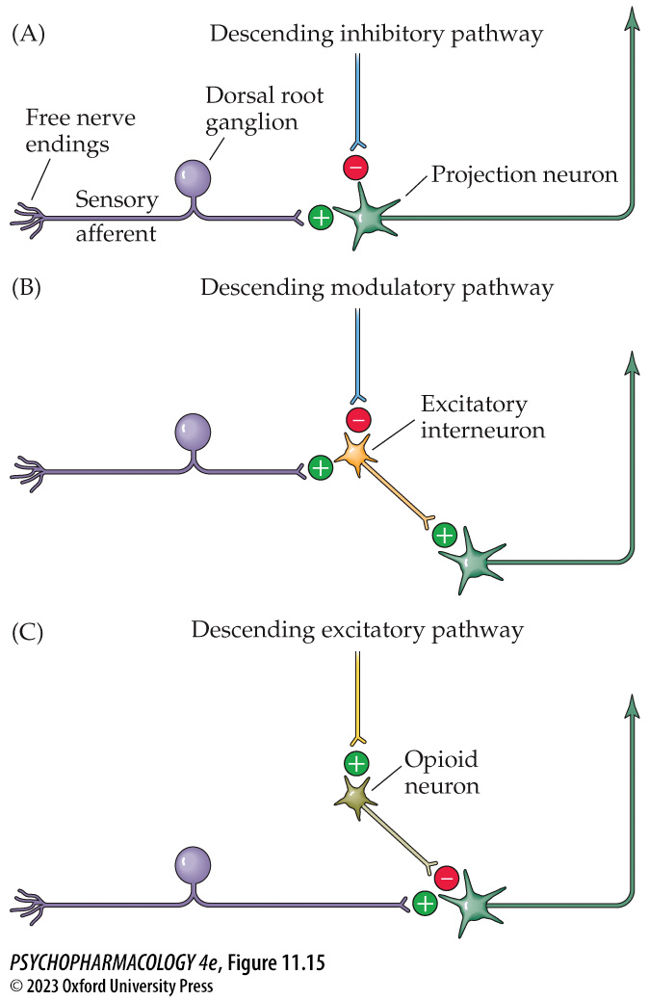 (A)
Descending inhibitory pathway
Dorsal root
ganglion
Free nerve
endings
−
Projection neuron
Sensory
afferent
+
(B)
Descending modulatory pathway
−
Excitatory
interneuron
+
+
(C)
Descending excitatory pathway
+
Opioid
neuron
−
+
PSYCHOPHARMACOLOGY 4e, Figure 11.15
© 2023 Oxford University Press